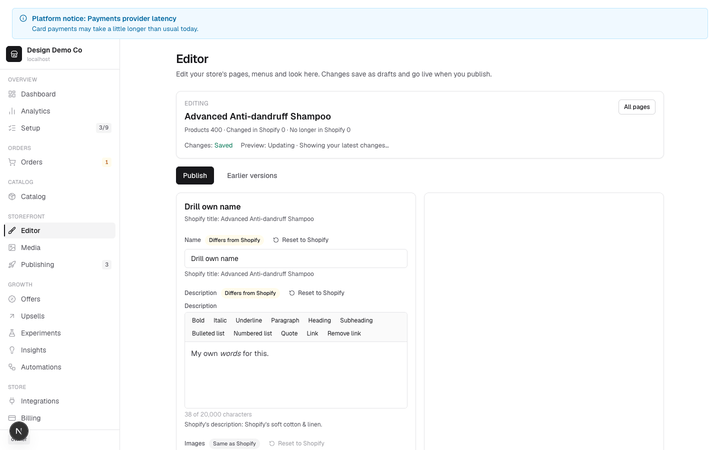 Platform notice: Payments provider latency
Card payments may take a little longer than usual today.
Design Demo Co
localhost
OVERVIEW
Dashboard
Analytics
Setup 3/9
ORDERS
Orders 1
CATALOG
Catalog
STOREFRONT
Editor
Media
Publishing 3
GROWTH
Offers
Upsells
Experiments
Insights
Automations
STORE
Integrations
Billing
N
Editor
Edit your store's pages, menus and look here. Changes save as drafts and go live when you publish.
EDITING
All pages
Advanced Anti-dandruff Shampoo
Products 400 · Changed in Shopify 0 · No longer in Shopify 0
Changes: Saved Preview: Updating · Showing your latest changes...
Publish Earlier versions
Drill own name
Shopify title: Advanced Anti-dandruff Shampoo
Name Differs from Shopify Reset to Shopify
Drill own name
Shopify title: Advanced Anti-dandruff Shampoo
Description Differs from Shopify Reset to Shopify
Description
Bold Italic Underline Paragraph Heading Subheading
Bulleted list Numbered list Quote Link Remove link
My own words for this.
38 of 20,000 characters
Shopify's description: Shopify's soft cotton & linen.
Images Same as Shopify Reset to Shopify